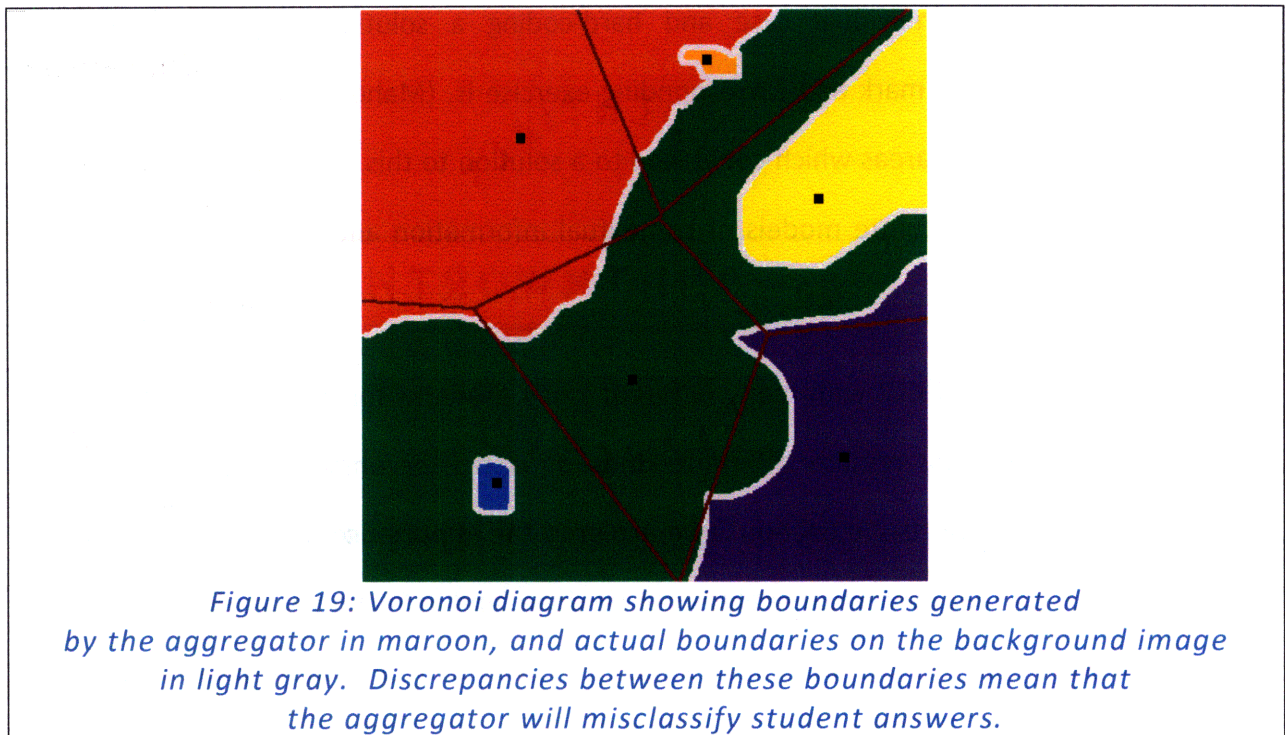 Figure 19: Voronoi diagram showing boundaries generated
by the aggregator in maroon, and actual boundaries on the background image
in light gray. Discrepancies between these boundaries mean that
the aggregator will misclassify student answers.